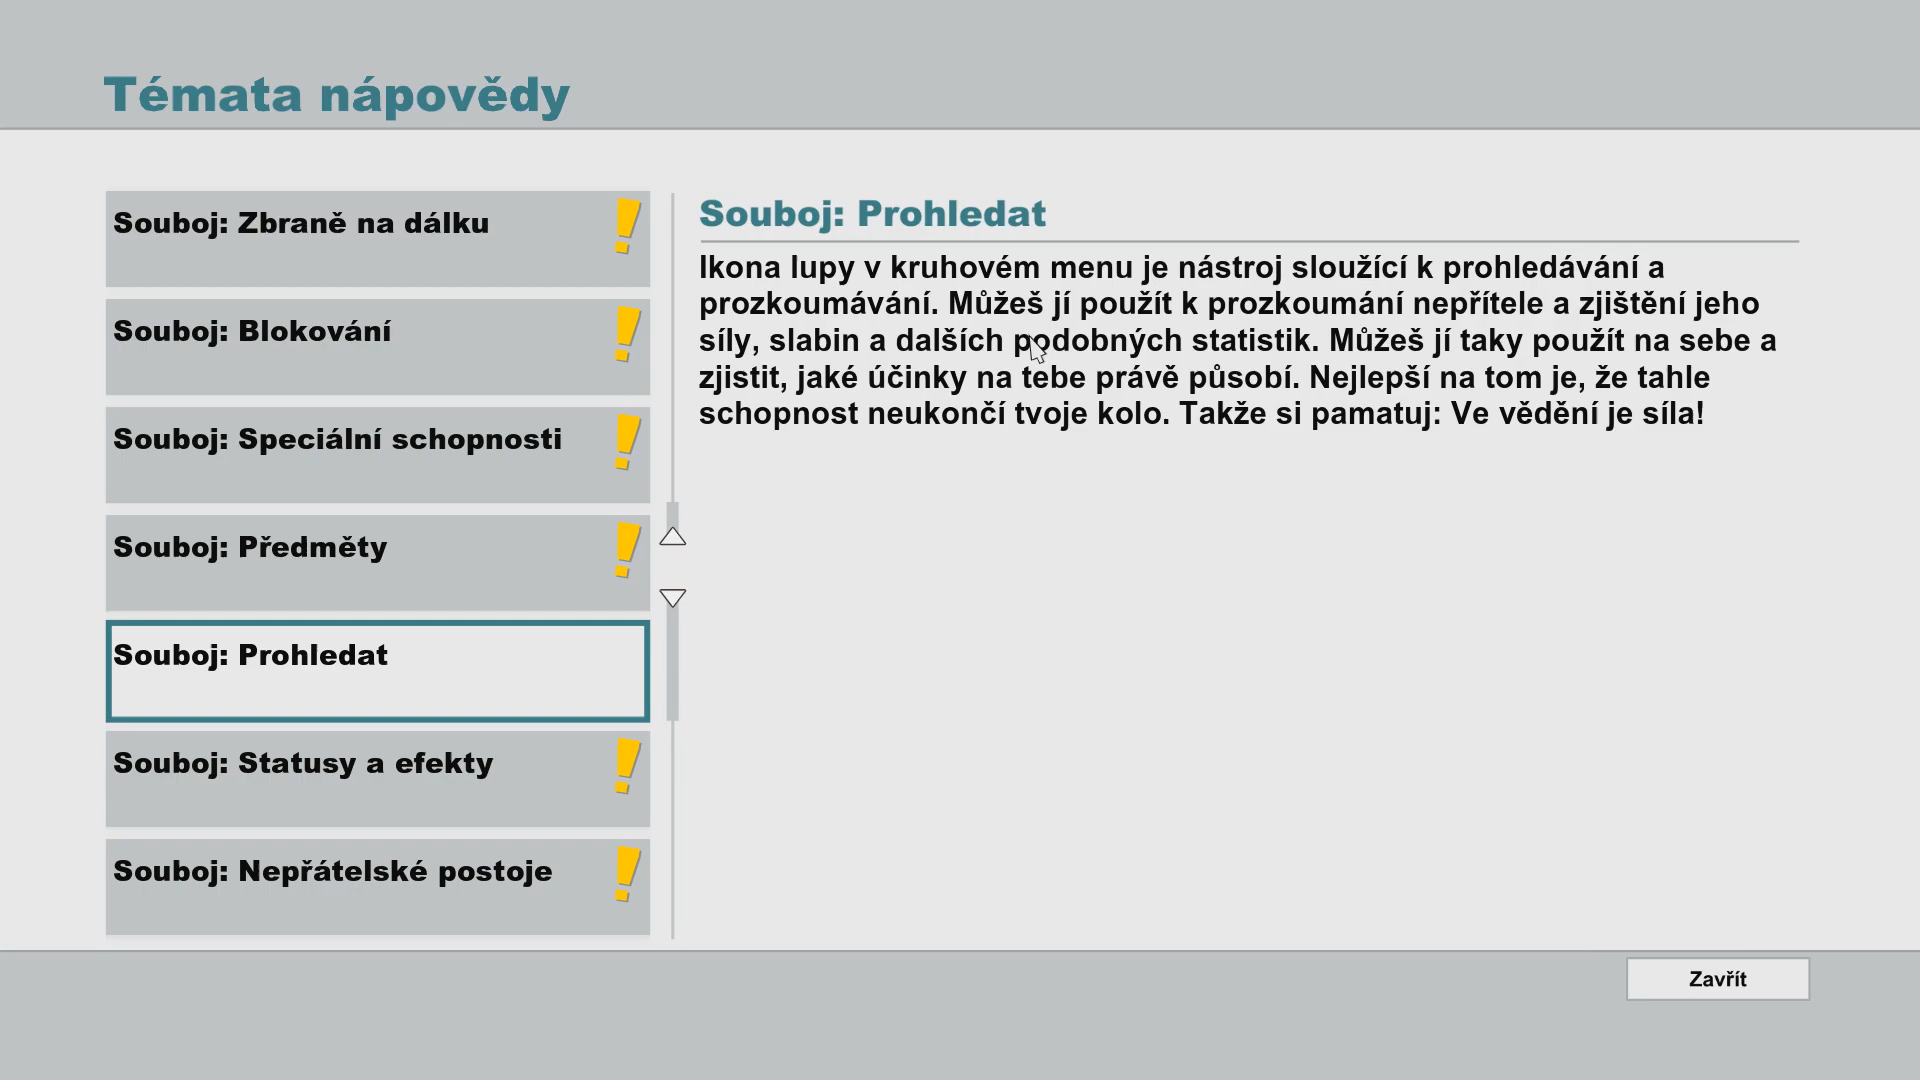 Témata nápovědy
Souboj: Zbraně na dálku
Souboj: Blokování
Souboj: Speciální schopnosti
Souboj: Předměty
Souboj: Prohledat
Souboj: Statusy a efekty
Souboj: Nepřátelské postoje
Souboj: Prohledat
Ikona lupy v kruhovém menu je nástroj sloužící k prohledávání a
prozkoumávání. Můžeš jí použít k prozkoumání nepřítele a zjištění jeho
síly, slabin a dalších podobných statistik. Můžeš jí taky použít na sebe a
zjistit, jaké účinky na tebe právě působí. Nejlepší na tom je, že tahle
schopnost neukončí tvoje kolo. Takže si pamatuj: Ve vědění je síla!
Zavřít